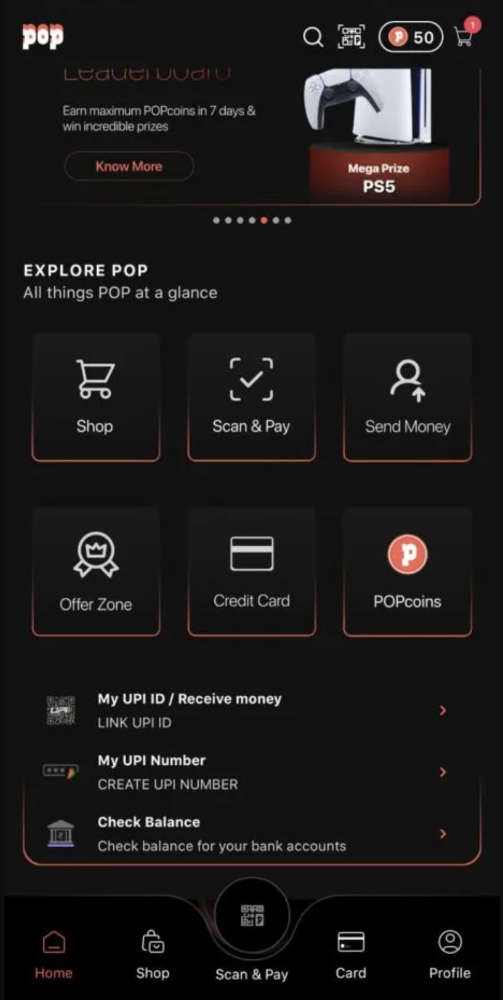 pop
50
1
Leaderboard
Earn maximum POPcoins in 7 days &
win incredible prizes
Know More
Mega Prize
PS5
EXPLORE POP
All things POP at a glance
Shop
Scan & Pay
Send Money
Offer Zone
Credit Card
POPcoins
My UPI ID / Receive money
LINK UPI ID
My UPI Number
CREATE UPI NUMBER
Check Balance
Check balance for your bank accounts
Home
Shop
Scan & Pay
Card
Profile